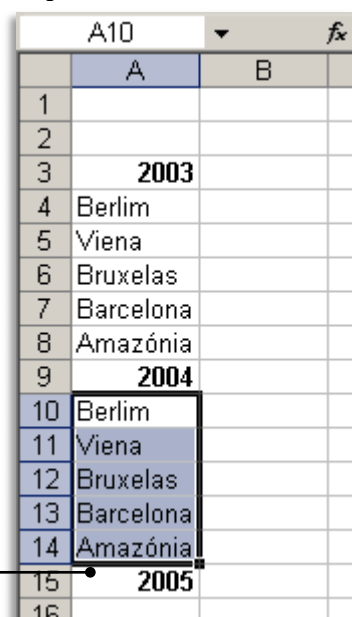 A10 fx
A B
1
2
3 2003
4 Berlim
5 Viena
6 Bruxelas
7 Barcelona
8 Amazónia
9 2004
10 Berlim
11 Viena
12 Bruxelas
13 Barcelona
14 Amazónia
15 2005
16